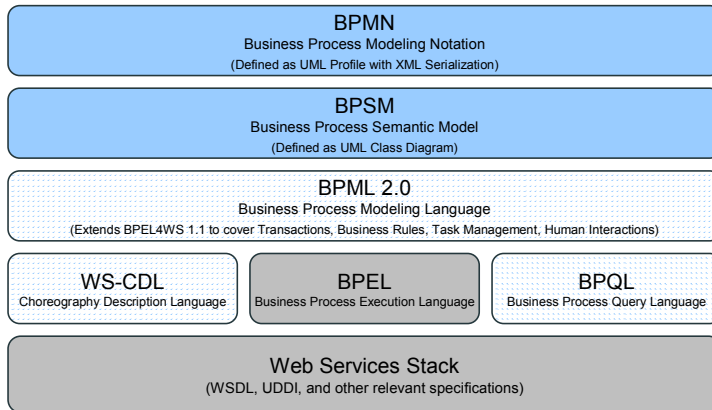 BPMN
Business Process Modeling Notation
(Defined as UML Profile with XML Serialization)
BPSM
Business Process Semantic Model
(Defined as UML Class Diagram)
BPML 2.0
Business Process Modeling Language
(Extends BPEL4WS 1.1 to cover Transactions, Business Rules, Task Management, Human Interactions)
WS-CDL
Choreography Description Language
BPEL
Business Process Execution Language
BPQL
Business Process Query Language
Web Services Stack
(WSDL, UDDI, and other relevant specifications)